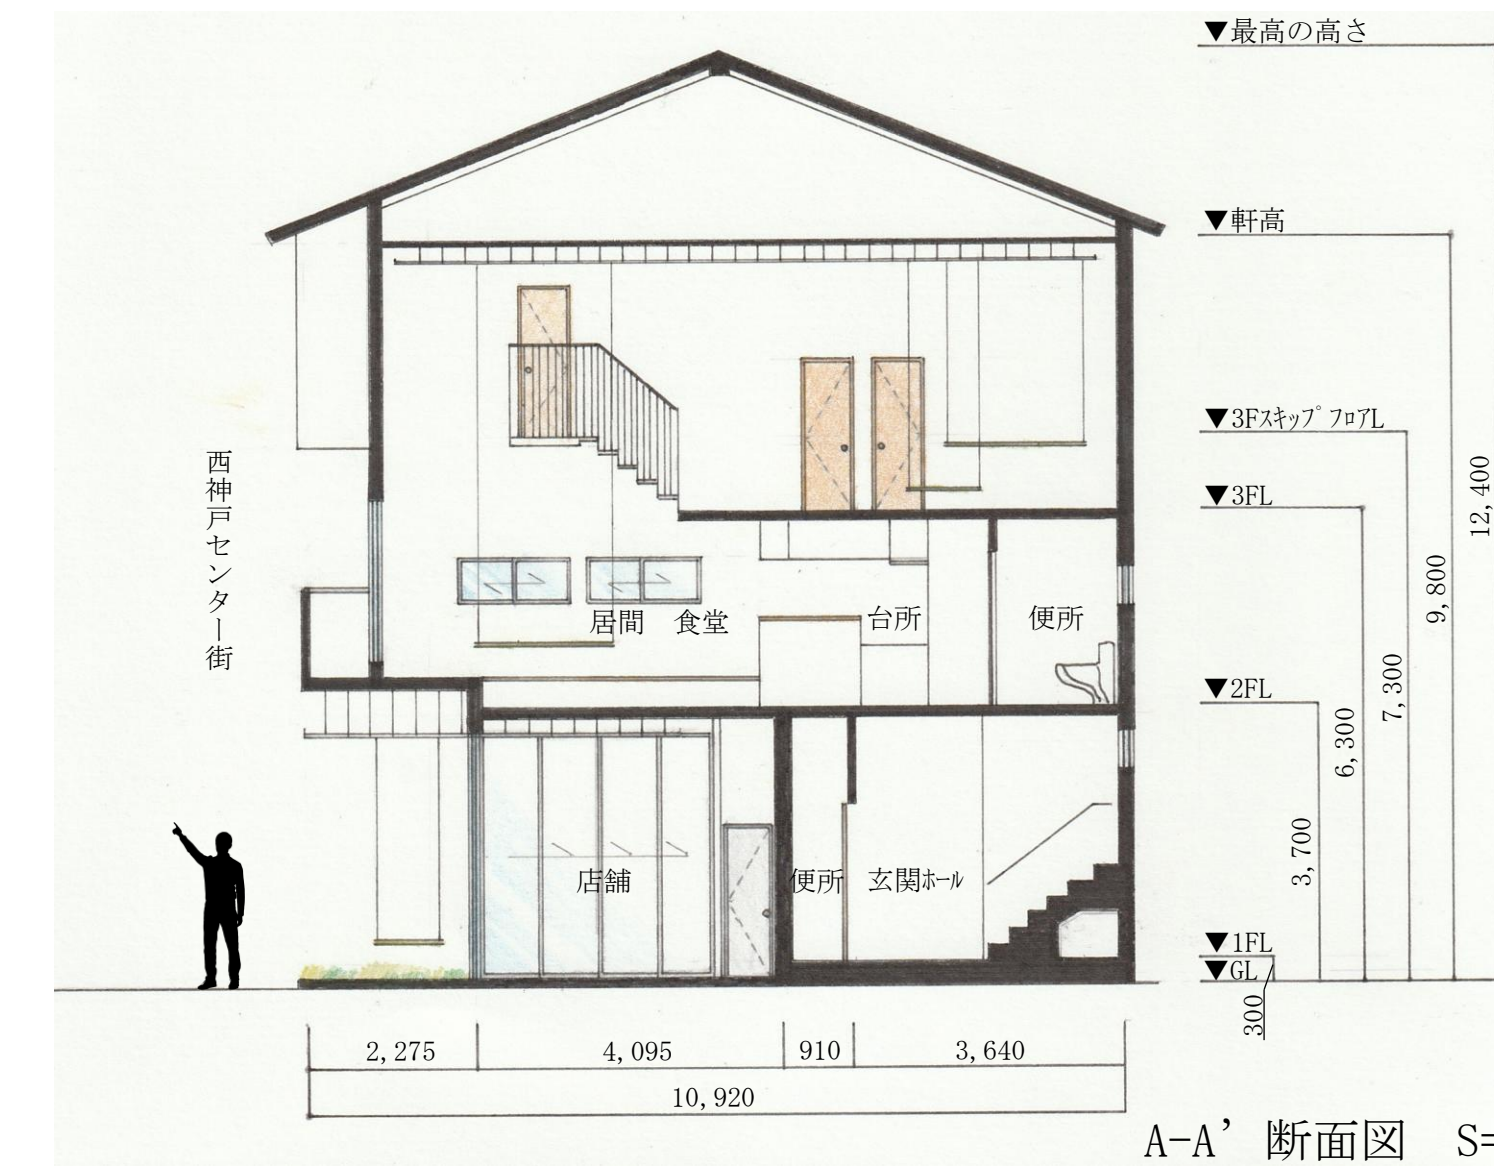 ▼最高の高さ
▼軒高
▼3Fスキップフロアl
▼3FL
▼2FL
▼1FL
▼GL
300
3,700
6,300
7,300
9,800
12,400
西神戸センター街
居間 食堂 台所 便所
店舗 便所 玄関ホール
2,275 4,095 910 3,640
10,920
A-A’断面図 S=